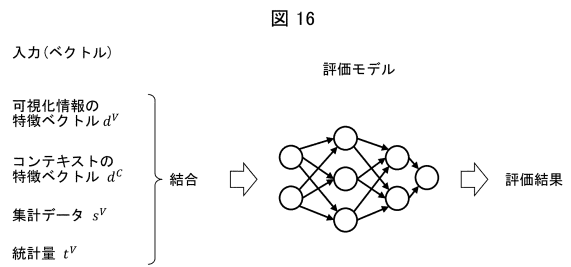 図 16
入力(ベクトル)
評価モデル
可視化情報の
特徴ベクトル d^V
コンテキストの
特徴ベクトル d^C
結合
評価結果
集計データ s^V
統計量 t^V